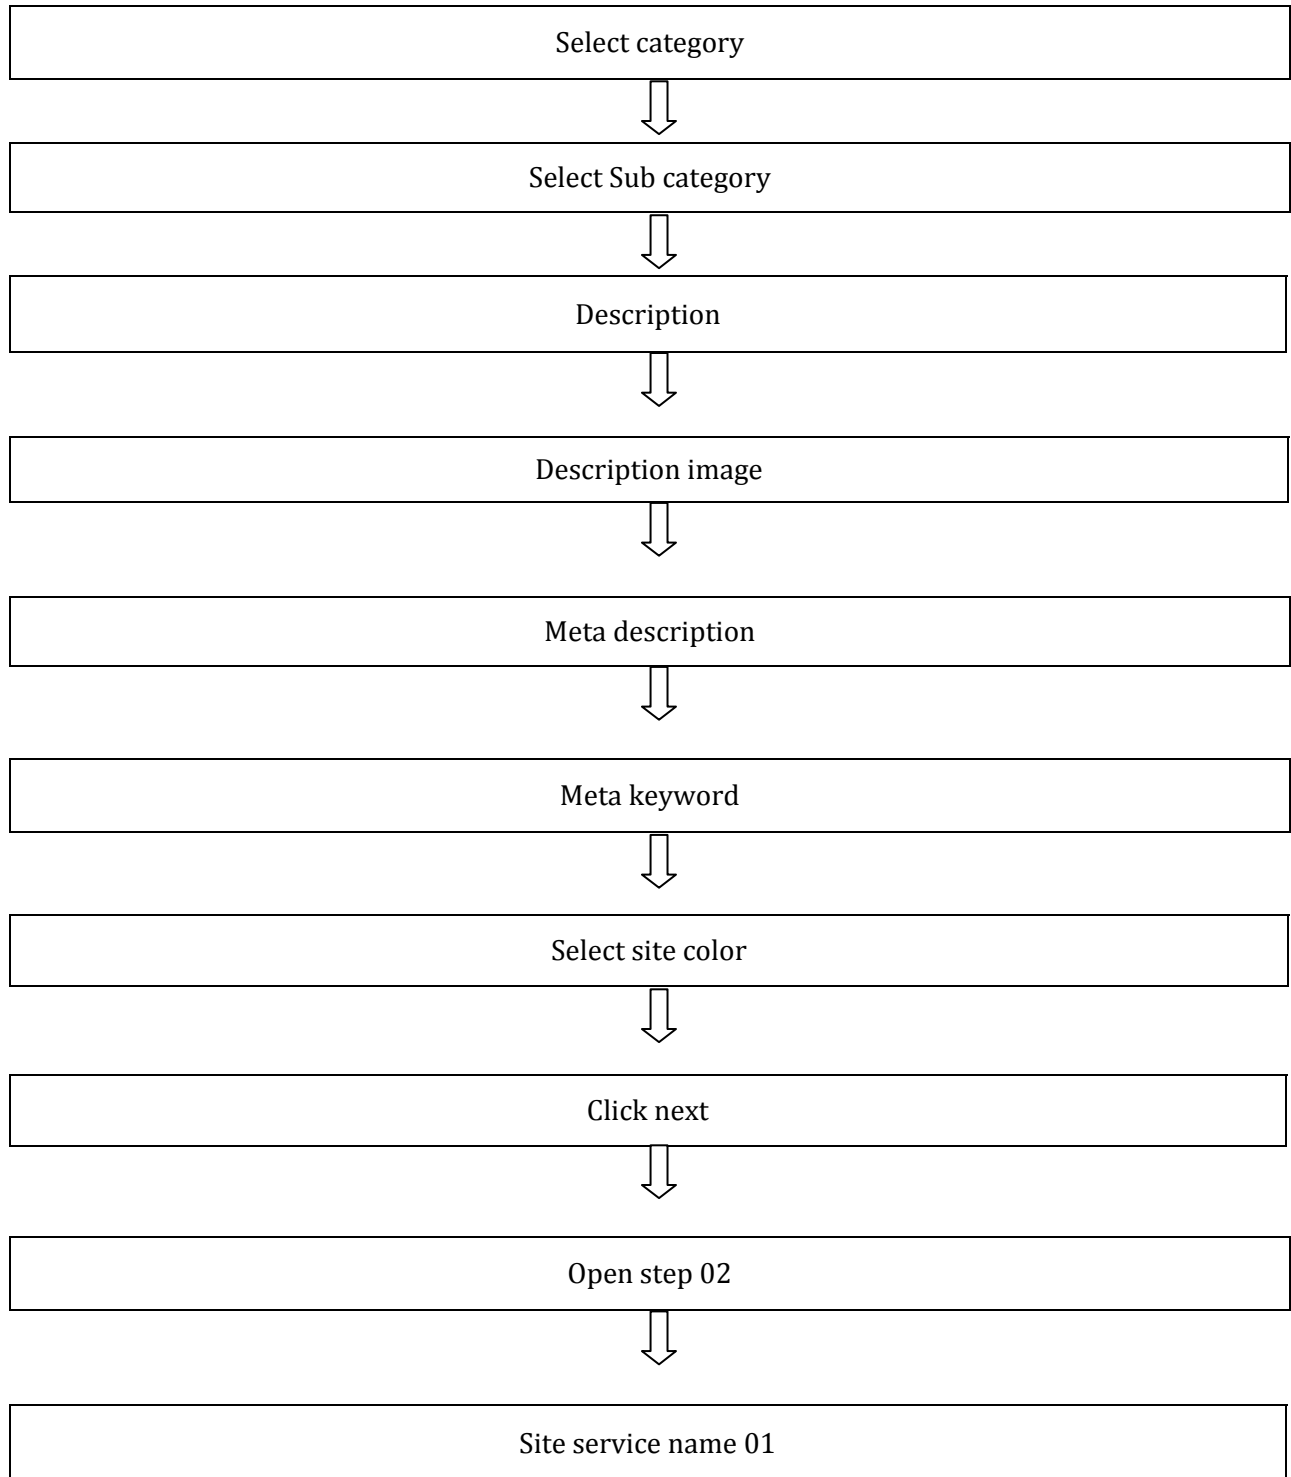 Select category
Select Sub category
Description
Description image
Meta description
Meta keyword
Select site color
Click next
Open step 02
Site service name 01